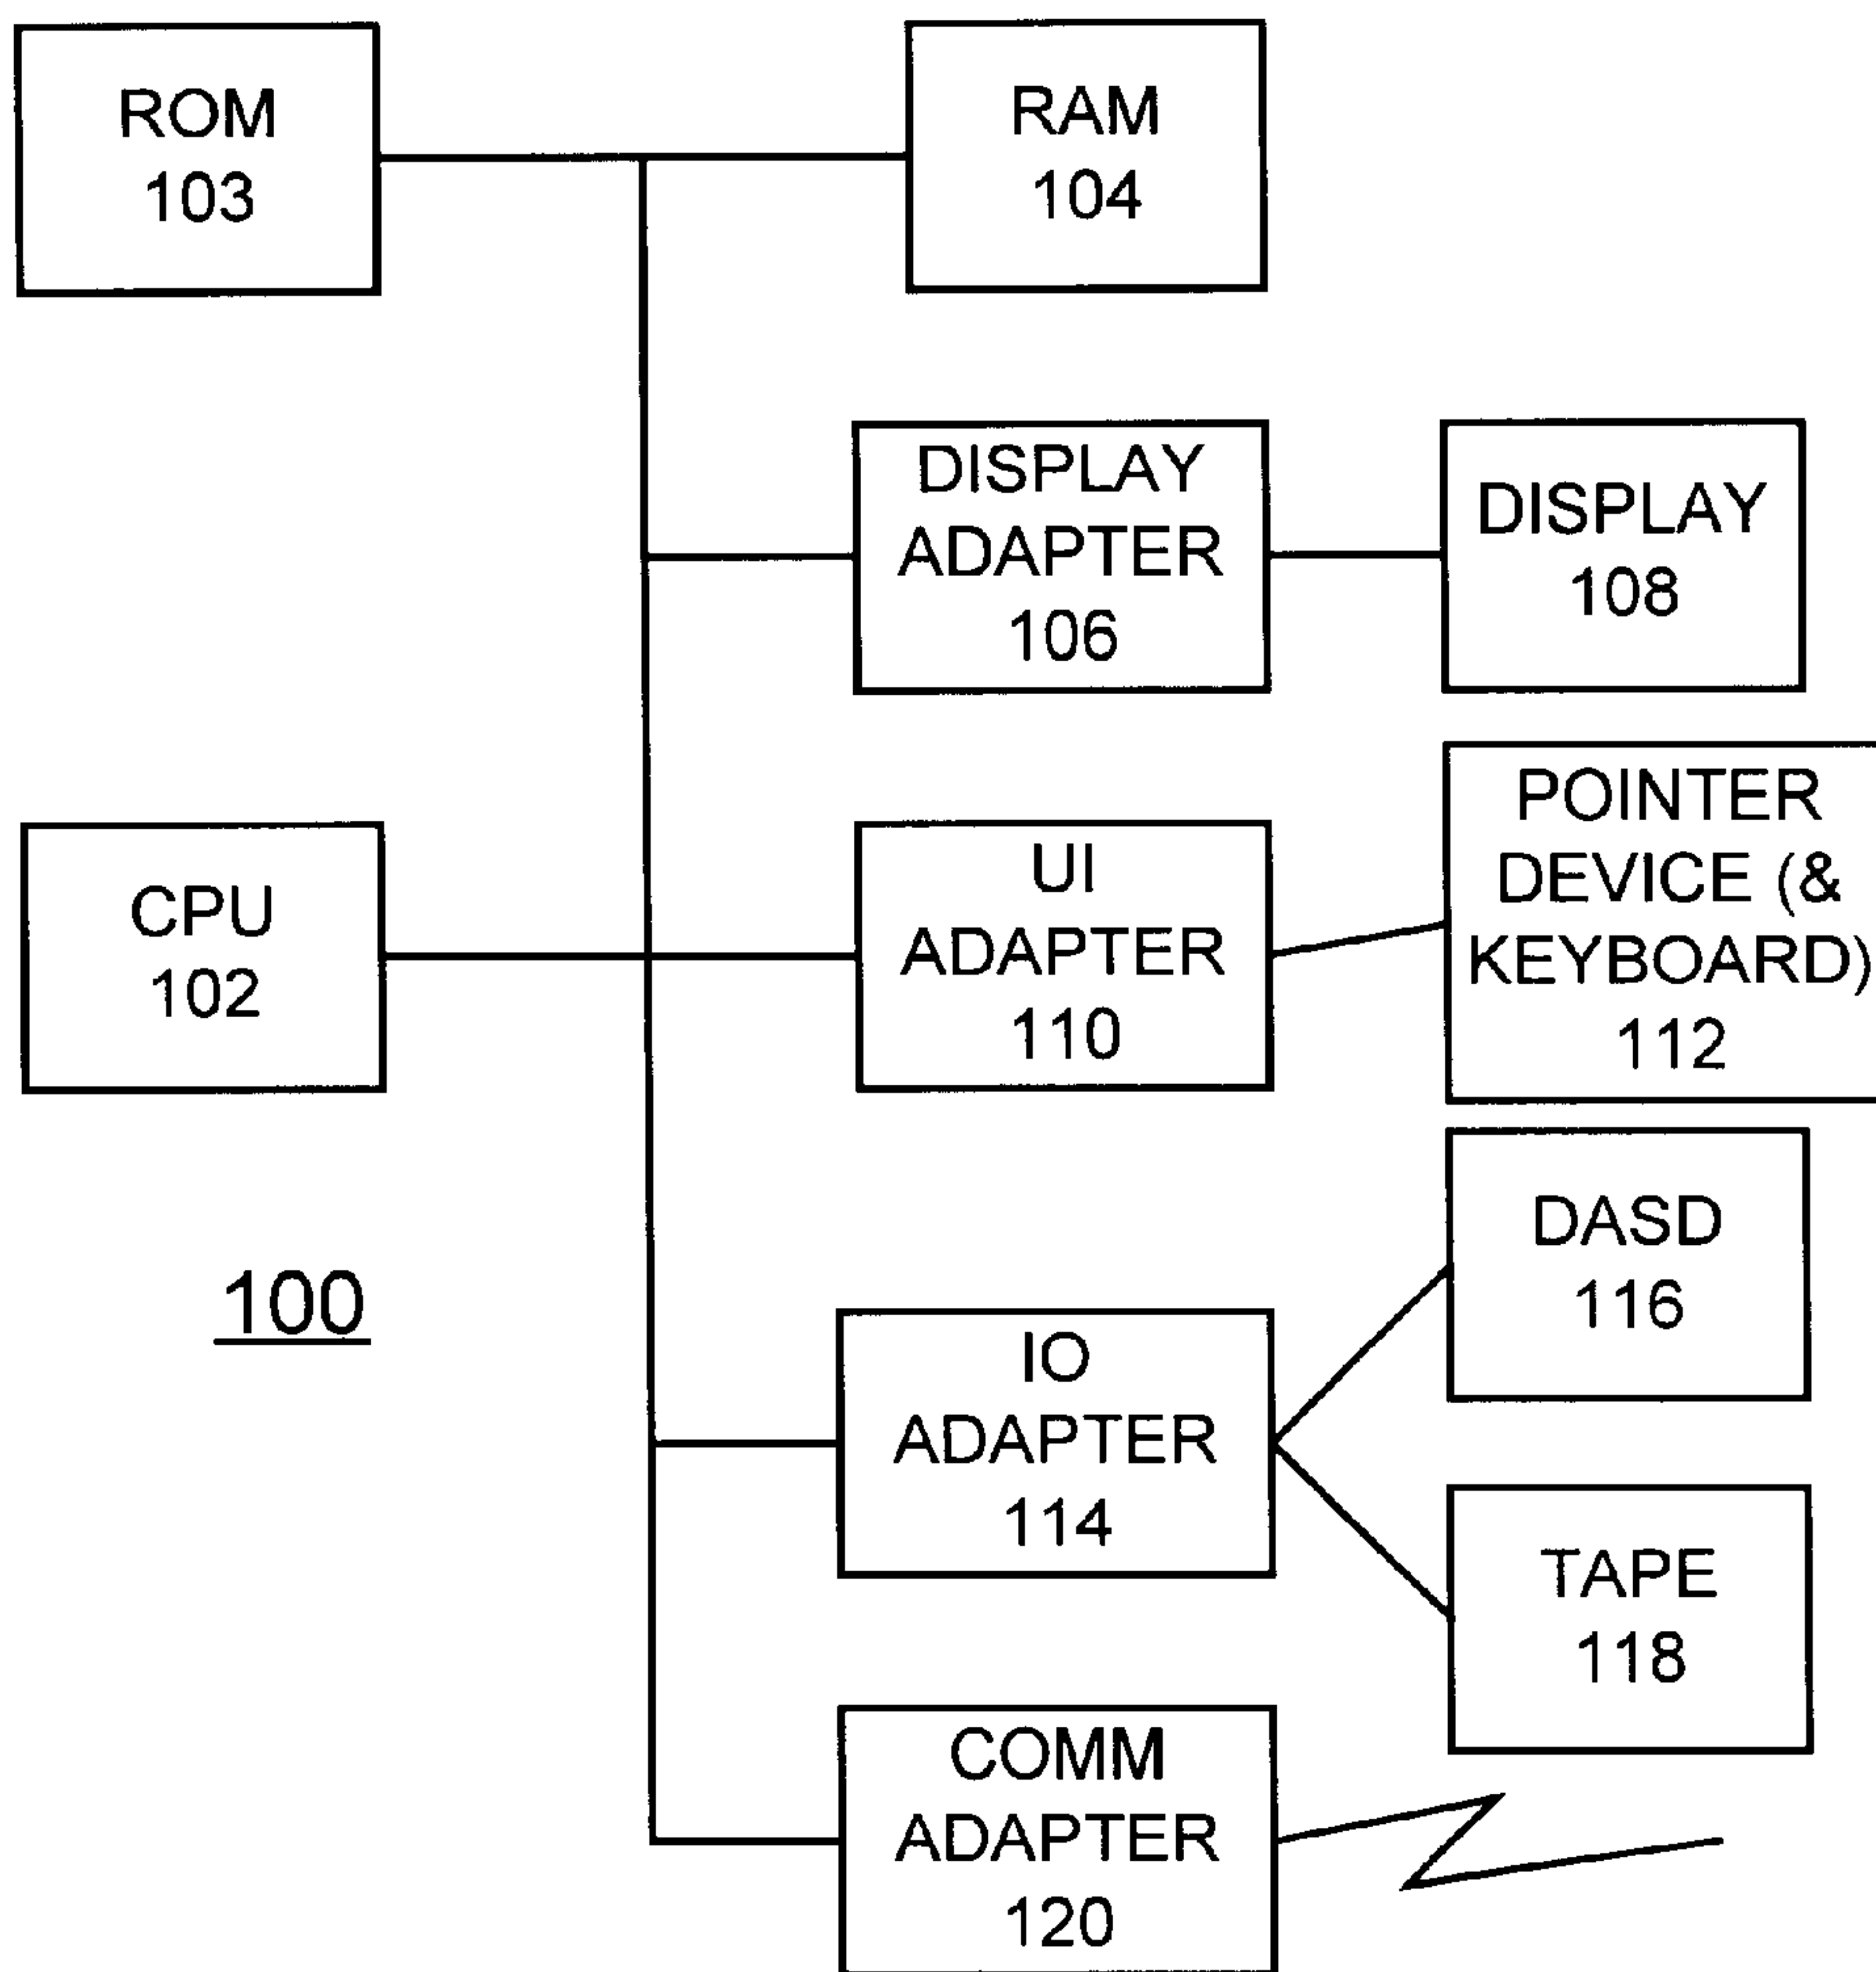 ROM
103
RAM
104
DISPLAY
ADAPTER
106
DISPLAY
108
CPU
102
UI
ADAPTER
110
POINTER
DEVICE (&
KEYBOARD)
112
100
IO
ADAPTER
114
DASD
116
TAPE
118
COMM
ADAPTER
120